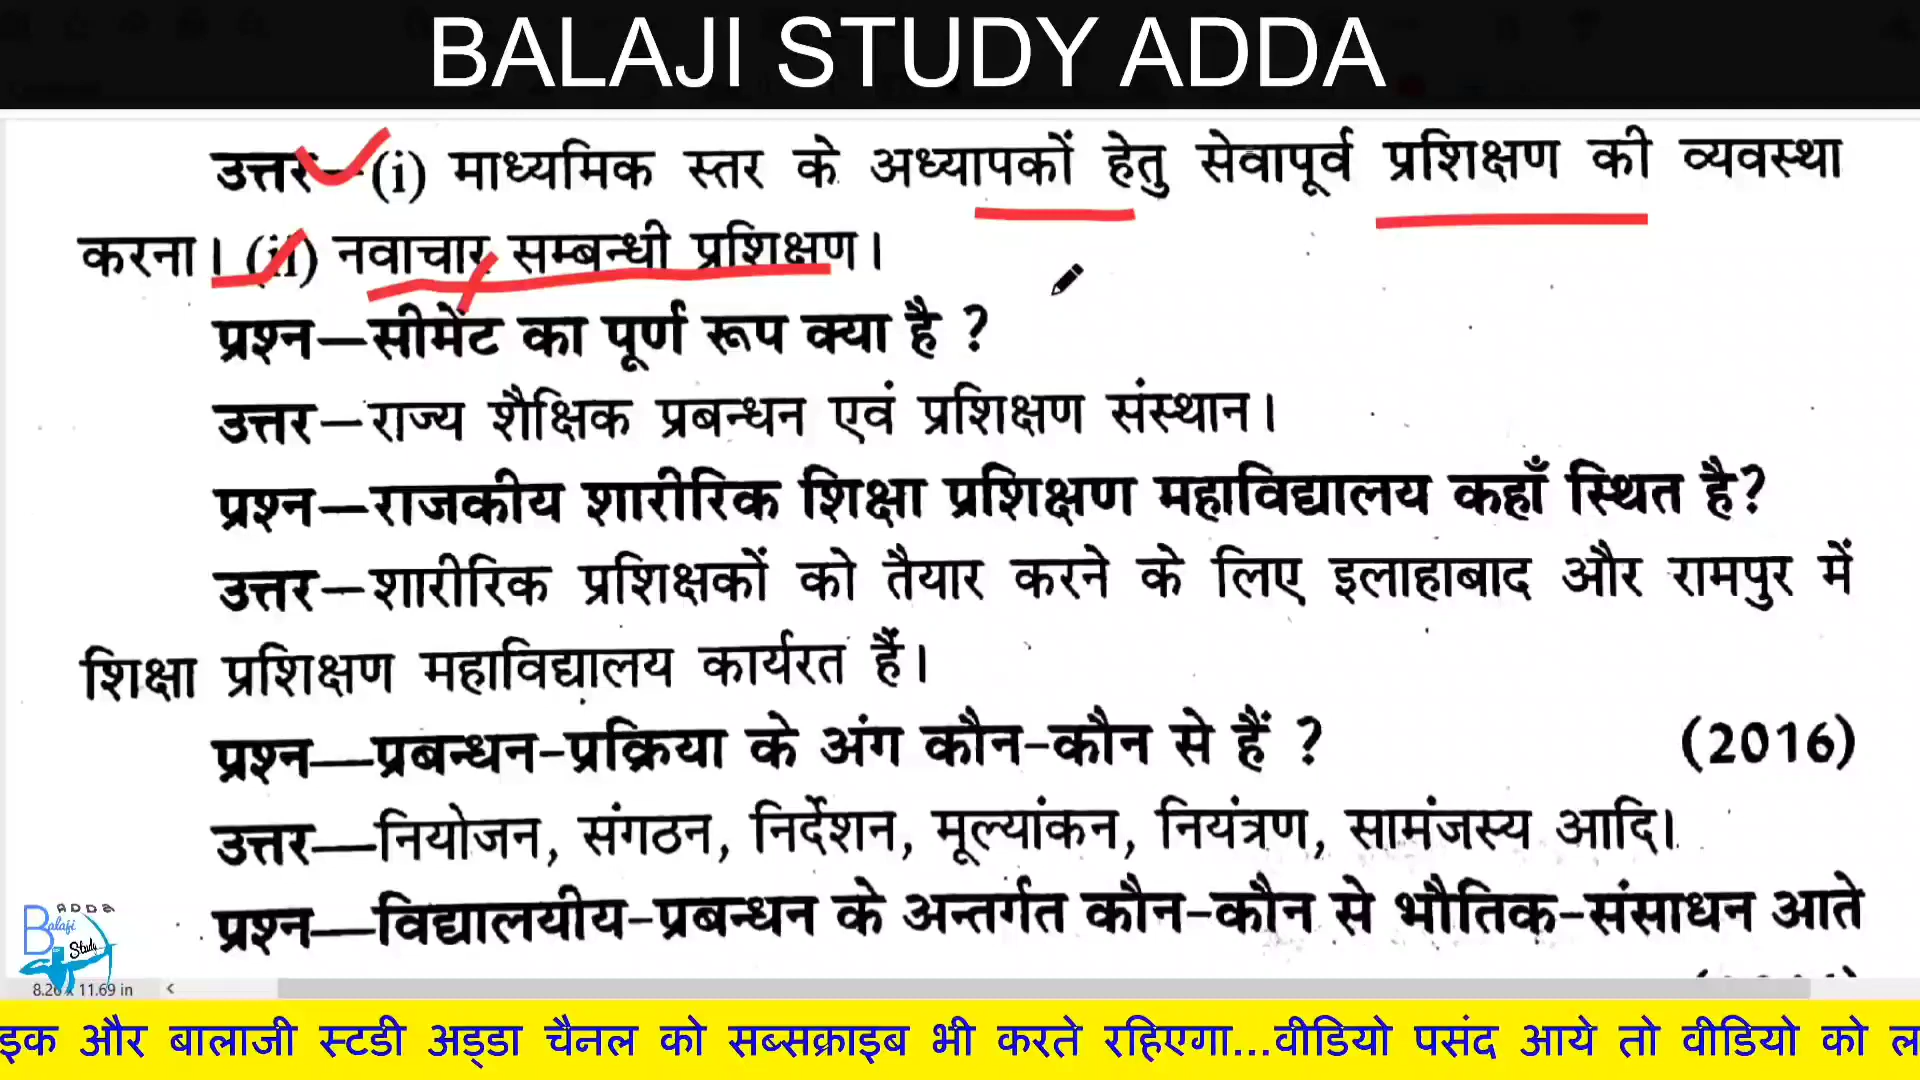 BALAJI STUDY ADDA
उत्तर—(i) माध्यमिक स्तर के अध्यापकों हेतु सेवापूर्व प्रशिक्षण की व्यवस्था
करना। (ii) नवाचार सम्बन्धी प्रशिक्षण।
प्रश्न—सीमेंट का पूर्ण रूप क्या है ?
उत्तर—राज्य शैक्षिक प्रबन्धन एवं प्रशिक्षण संस्थान।
प्रश्न—राजकीय शारीरिक शिक्षा प्रशिक्षण महाविद्यालय कहाँ स्थित है?
उत्तर—शारीरिक प्रशिक्षकों को तैयार करने के लिए इलाहाबाद और रामपुर में
शिक्षा प्रशिक्षण महाविद्यालय कार्यरत हैं।
प्रश्न—प्रबन्धन-प्रक्रिया के अंग कौन-कौन से हैं ? (2016)
उत्तर—नियोजन, संगठन, निर्देशन, मूल्यांकन, नियंत्रण, सामंजस्य आदि।
प्रश्न—विद्यालयीय-प्रबन्धन के अन्तर्गत कौन-कौन से भौतिक-संसाधन आते
ADDA
Balaji
Study
8.26 x 11.69 in
इक और बालाजी स्टडी अड्डा चैनल को सब्सक्राइब भी करते रहिएगा...वीडियो पसंद आये तो वीडियो को ल